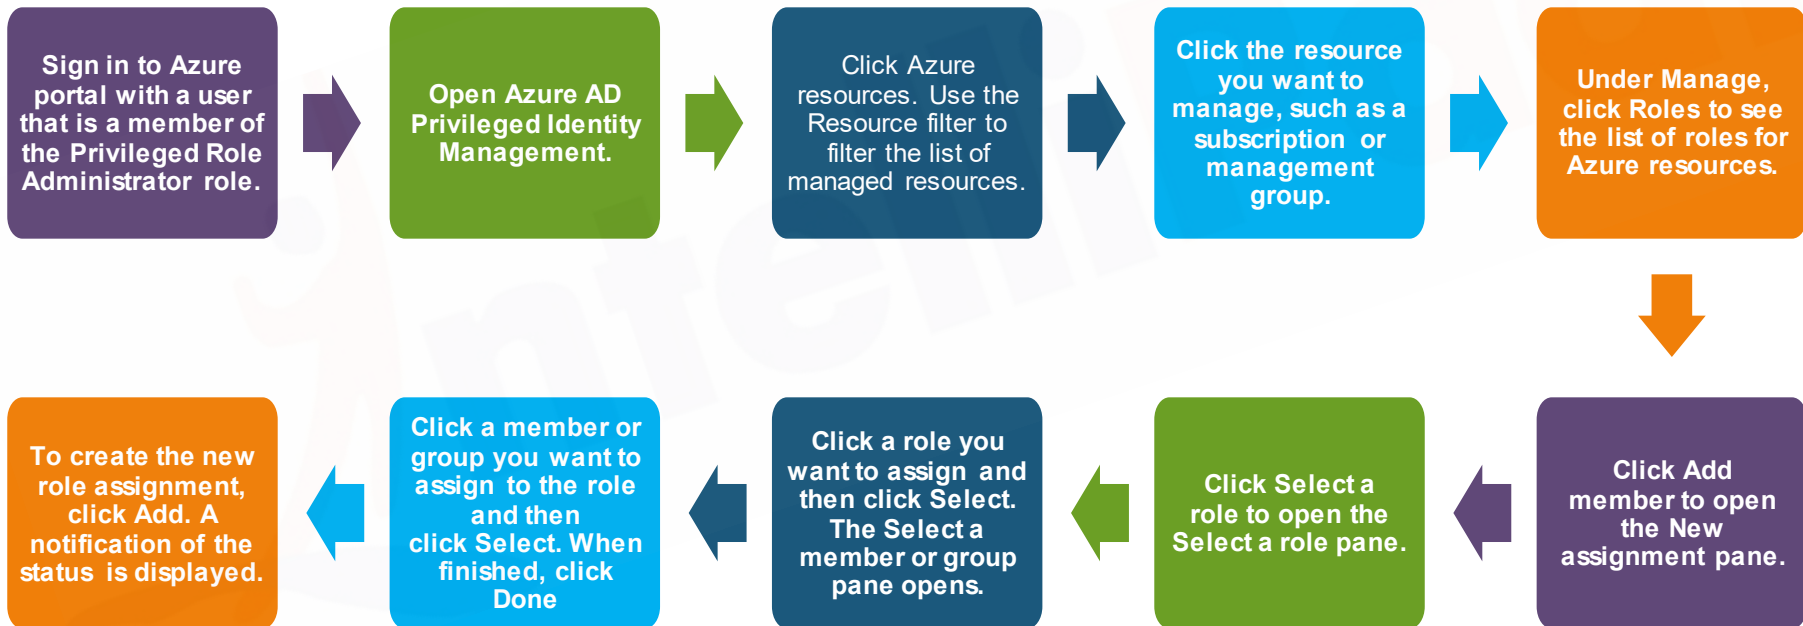 Sign in to Azure
portal with a user
that is a member of
the Privileged Role
Administrator role.
Open Azure AD
Privileged Identity
Management.
Click Azure
resources. Use the
Resource filter to
filter the list of
managed resources.
Click the resource
you want to
manage, such as a
subscription or
management
group.
Under Manage,
click Roles to see
the list of roles for
Azure resources.
Click Add
member to open
the New
assignment pane.
Click Select a
role to open the
Select a role pane.
Click a role you
want to assign and
then click Select.
The Select a
member or group
pane opens.
Click a member or
group you want to
assign to the role
and then
click Select. When
finished, click
Done
To create the new
role assignment,
click Add. A
notification of the
status is displayed.